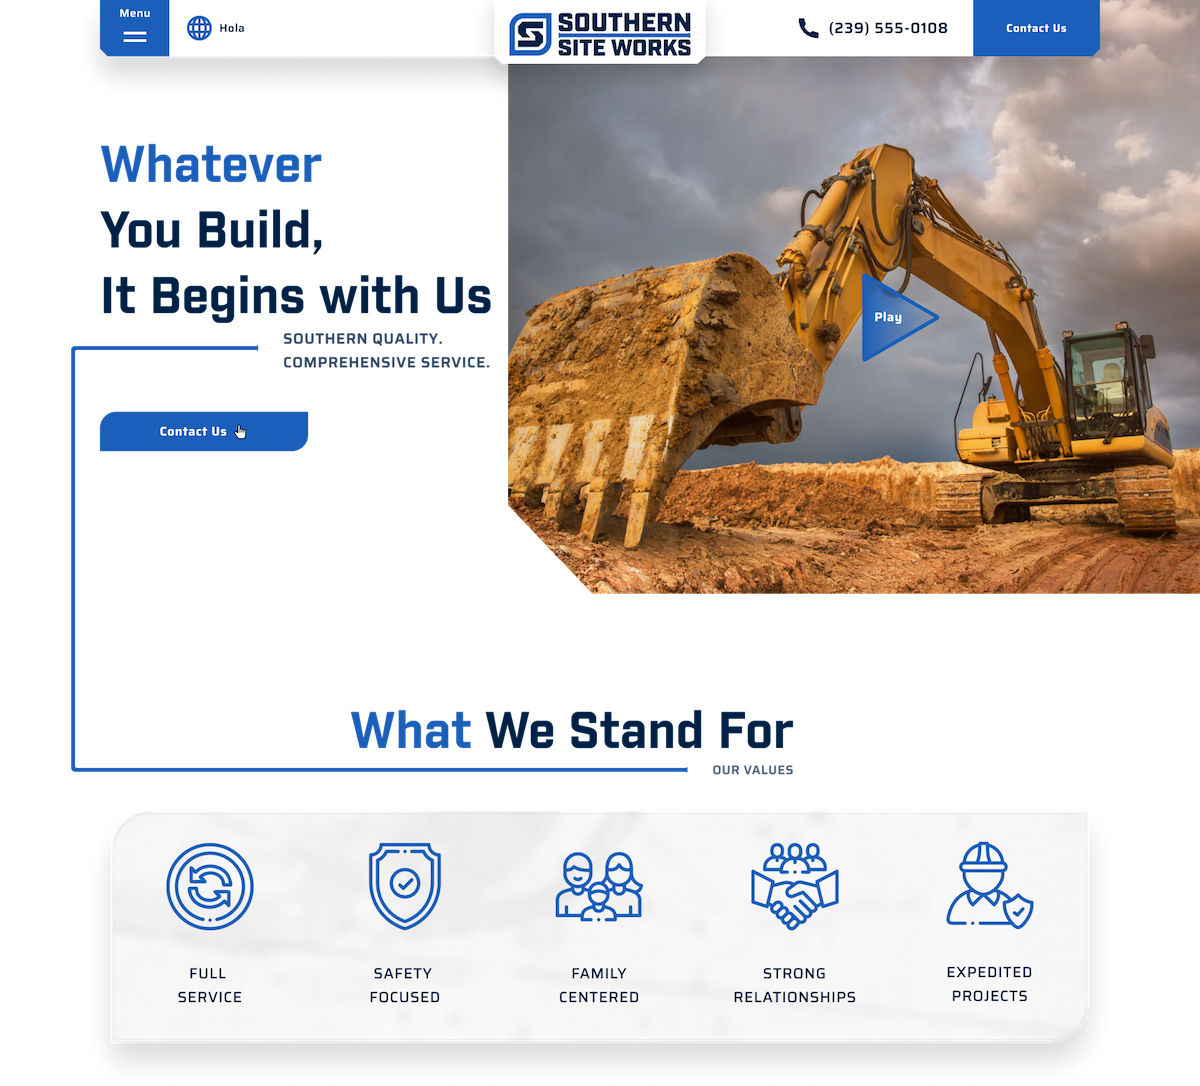 Menu
Hola
SOUTHERN
SITE WORKS
(239) 555-0108
Contact Us
Whatever
You Build,
It Begins with Us
SOUTHERN QUALITY.
COMPREHENSIVE SERVICE.
Contact Us
Play
What We Stand For
OUR VALUES
FULL
SERVICE
SAFETY
FOCUSED
FAMILY
CENTERED
STRONG
RELATIONSHIPS
EXPEDITED
PROJECTS